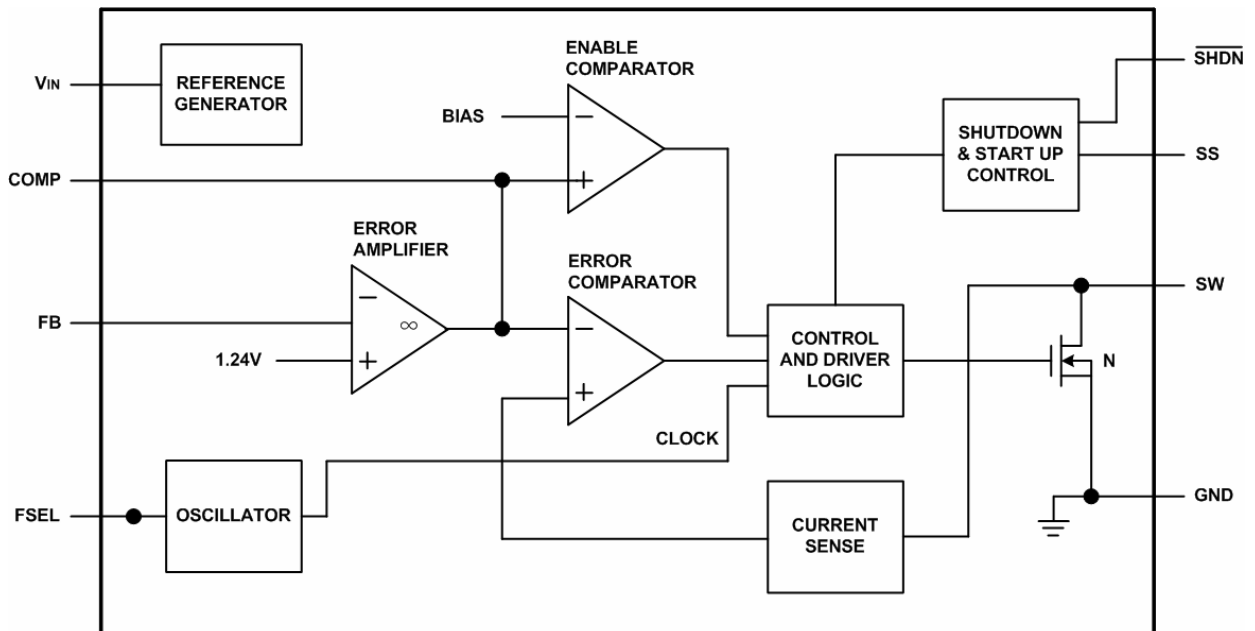 ENABLE
COMPARATOR
SHDN
VIN
REFERENCE
GENERATOR
BIAS
−
SHUTDOWN
& START UP
CONTROL
SS
COMP
+
ERROR
AMPLIFIER
ERROR
COMPARATOR
SW
−
FB
∞
−
1.24V
+
CONTROL
AND DRIVER
LOGIC
N
+
CLOCK
FSEL
OSCILLATOR
CURRENT
SENSE
GND